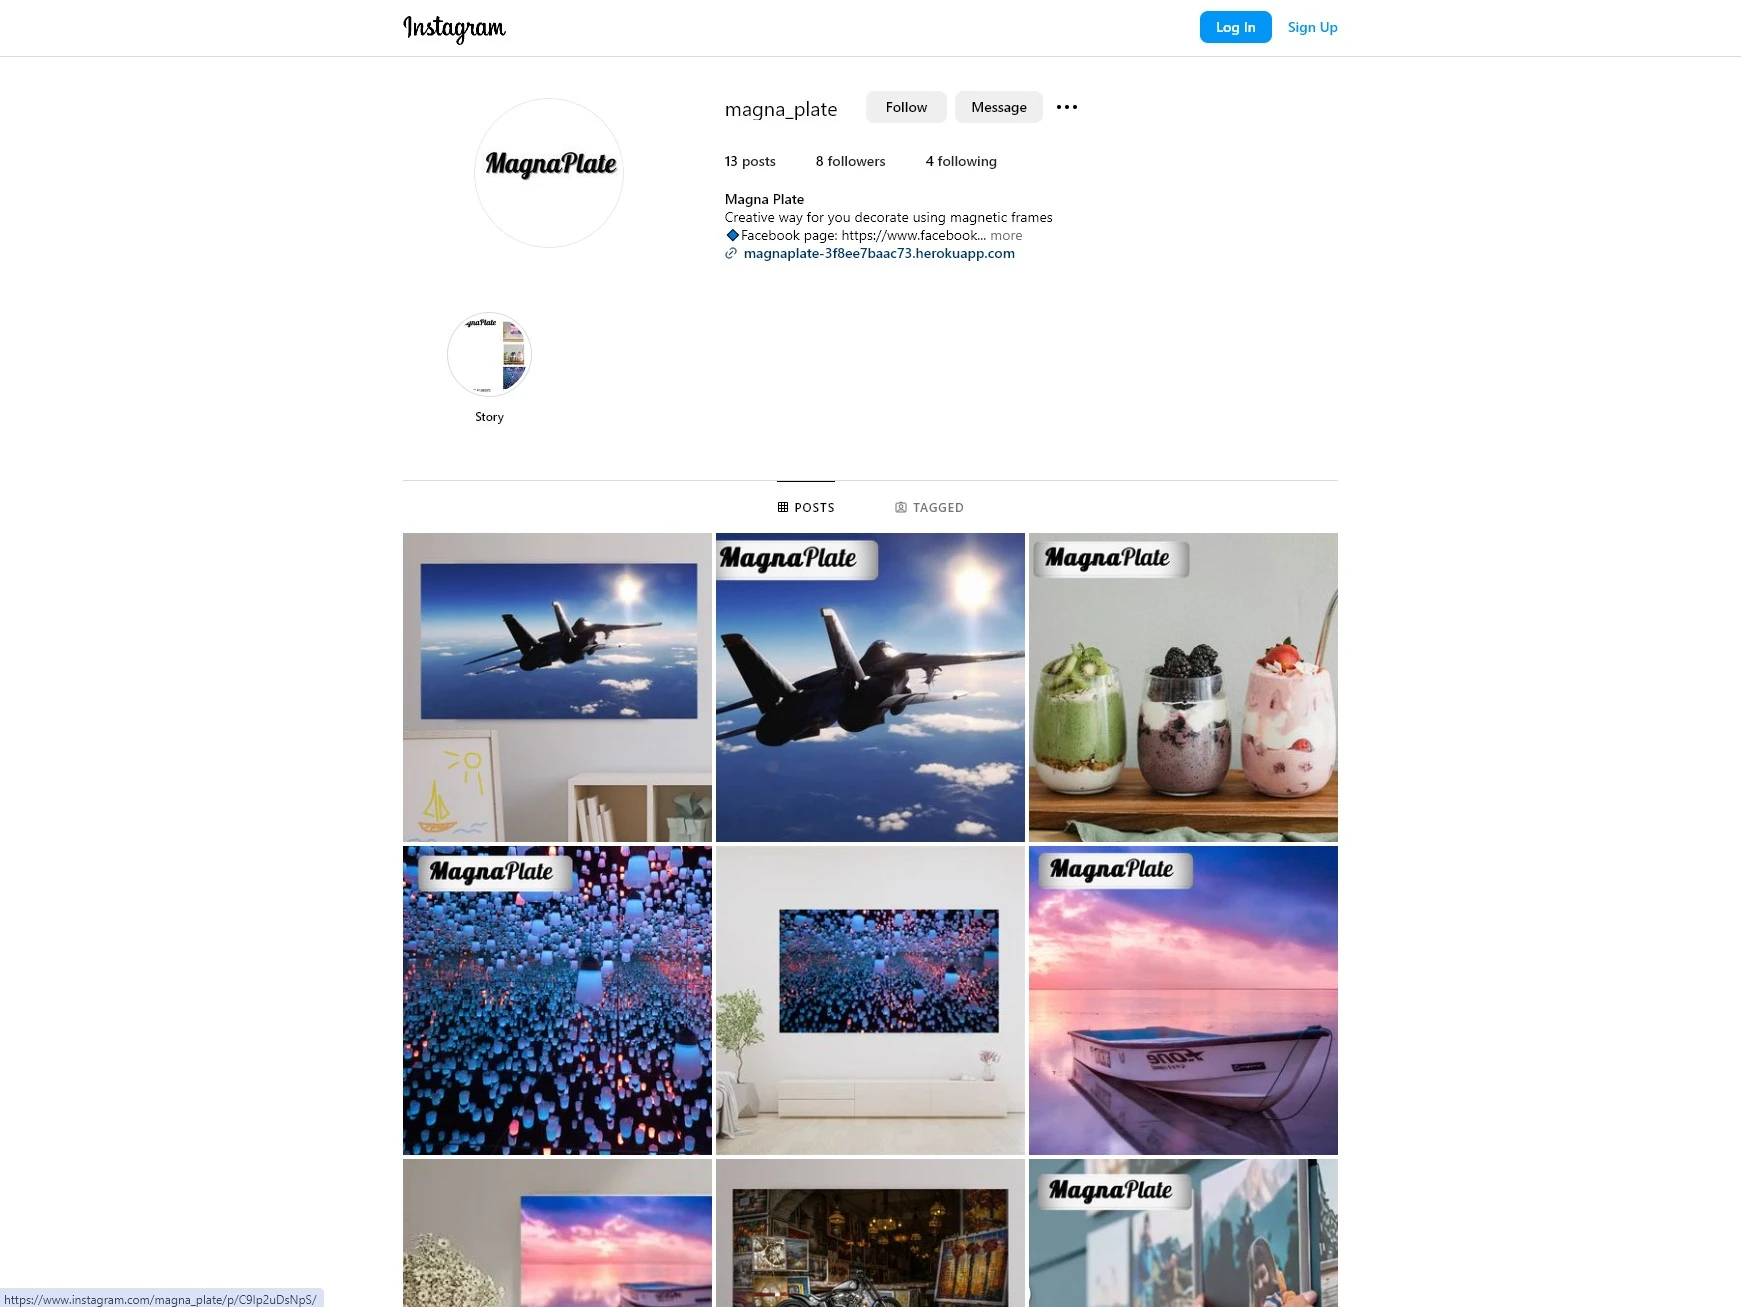 Instagram
Log In
Sign Up
MagnaPlate
magna_plate
Follow
Message
13 posts
8 followers
4 following
Magna Plate
Creative way for you decorate using magnetic frames
Facebook page: https://www.facebook... more
magnaplate-3f8ee7baac73.herokuapp.com
agnaPlate
Story
POSTS
TAGGED
MagnaPlate
MagnaPlate
MagnaPlate
MagnaPlate
MagnaPlate
https://www.instagram.com/magna_plate/p/C9Ip2uDsNpS/